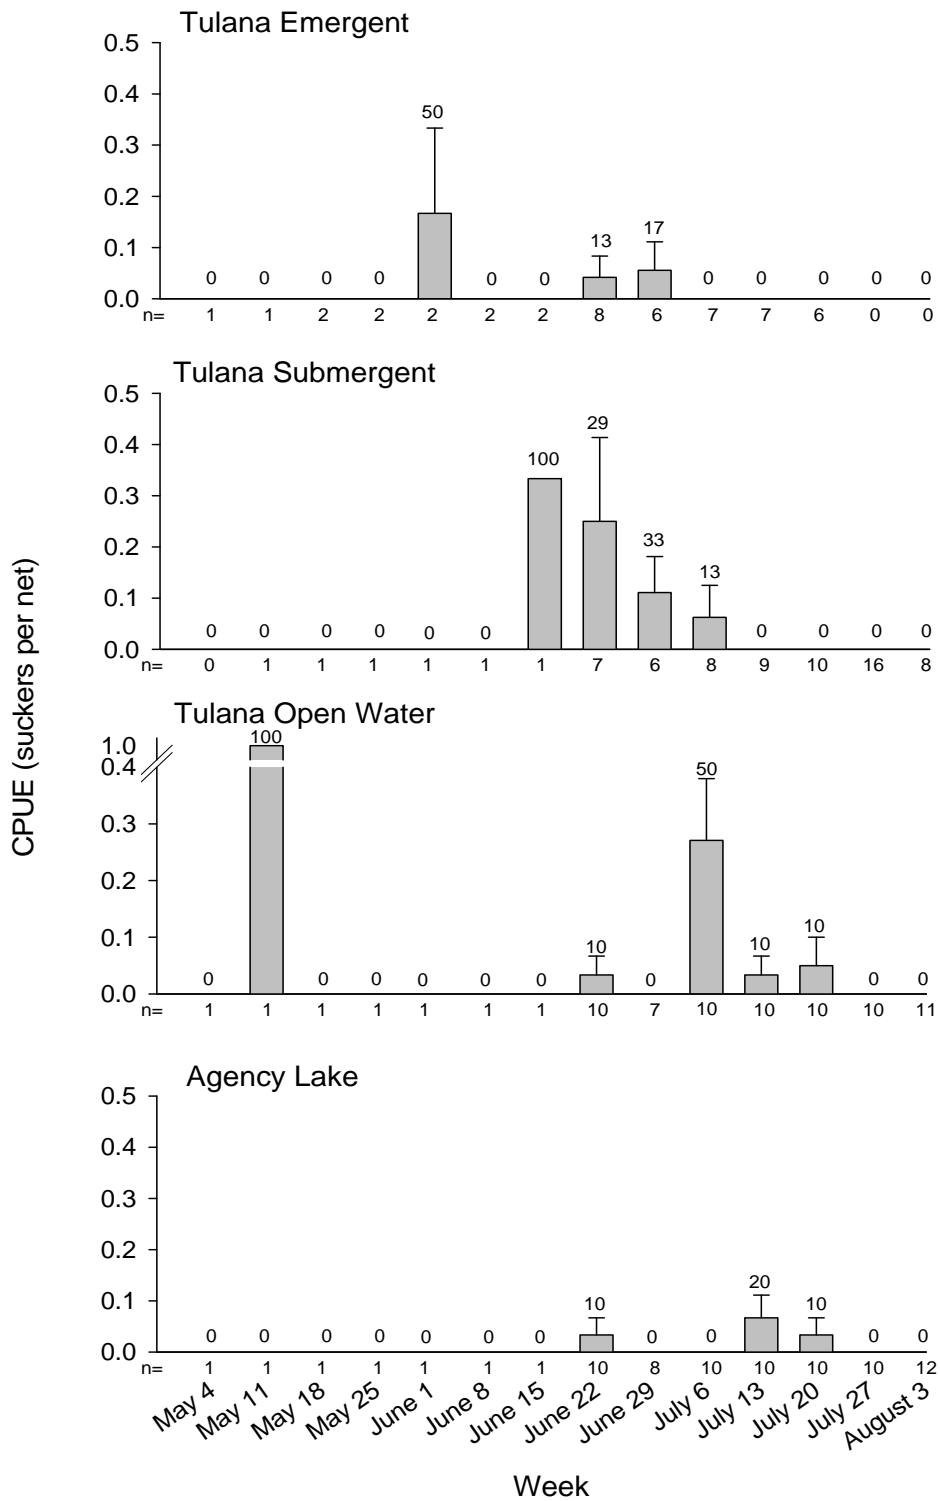 Tulana Emergent
0.5
0.4
0.3
0.2
0.1
0.0
0 0 0 0 50 0 0 13 17 0 0 0 0 0
n= 1 1 2 2 2 2 2 8 6 7 7 6 0 0
Tulana Submergent
0.5
0.4
0.3
0.2
0.1
0.0
0 0 0 0 0 0 100 29 33 13 0 0 0 0
n= 0 1 1 1 1 1 1 7 6 8 9 10 16 8
CPUE (suckers per net)
Tulana Open Water
1.0
0.4
0.3
0.2
0.1
0.0
0 100 0 0 0 0 0 10 0 50 10 10 0 0
n= 1 1 1 1 1 1 1 10 7 10 10 10 10 11
Agency Lake
0.5
0.4
0.3
0.2
0.1
0.0
0 0 0 0 0 0 0 10 0 0 20 10 0 0
n= 1 1 1 1 1 1 1 10 8 10 10 10 10 12
May 4 May 11 May 18 May 25 June 1 June 8 June 15 June 22 June 29 July 6 July 13 July 20 July 27 August 3
Week